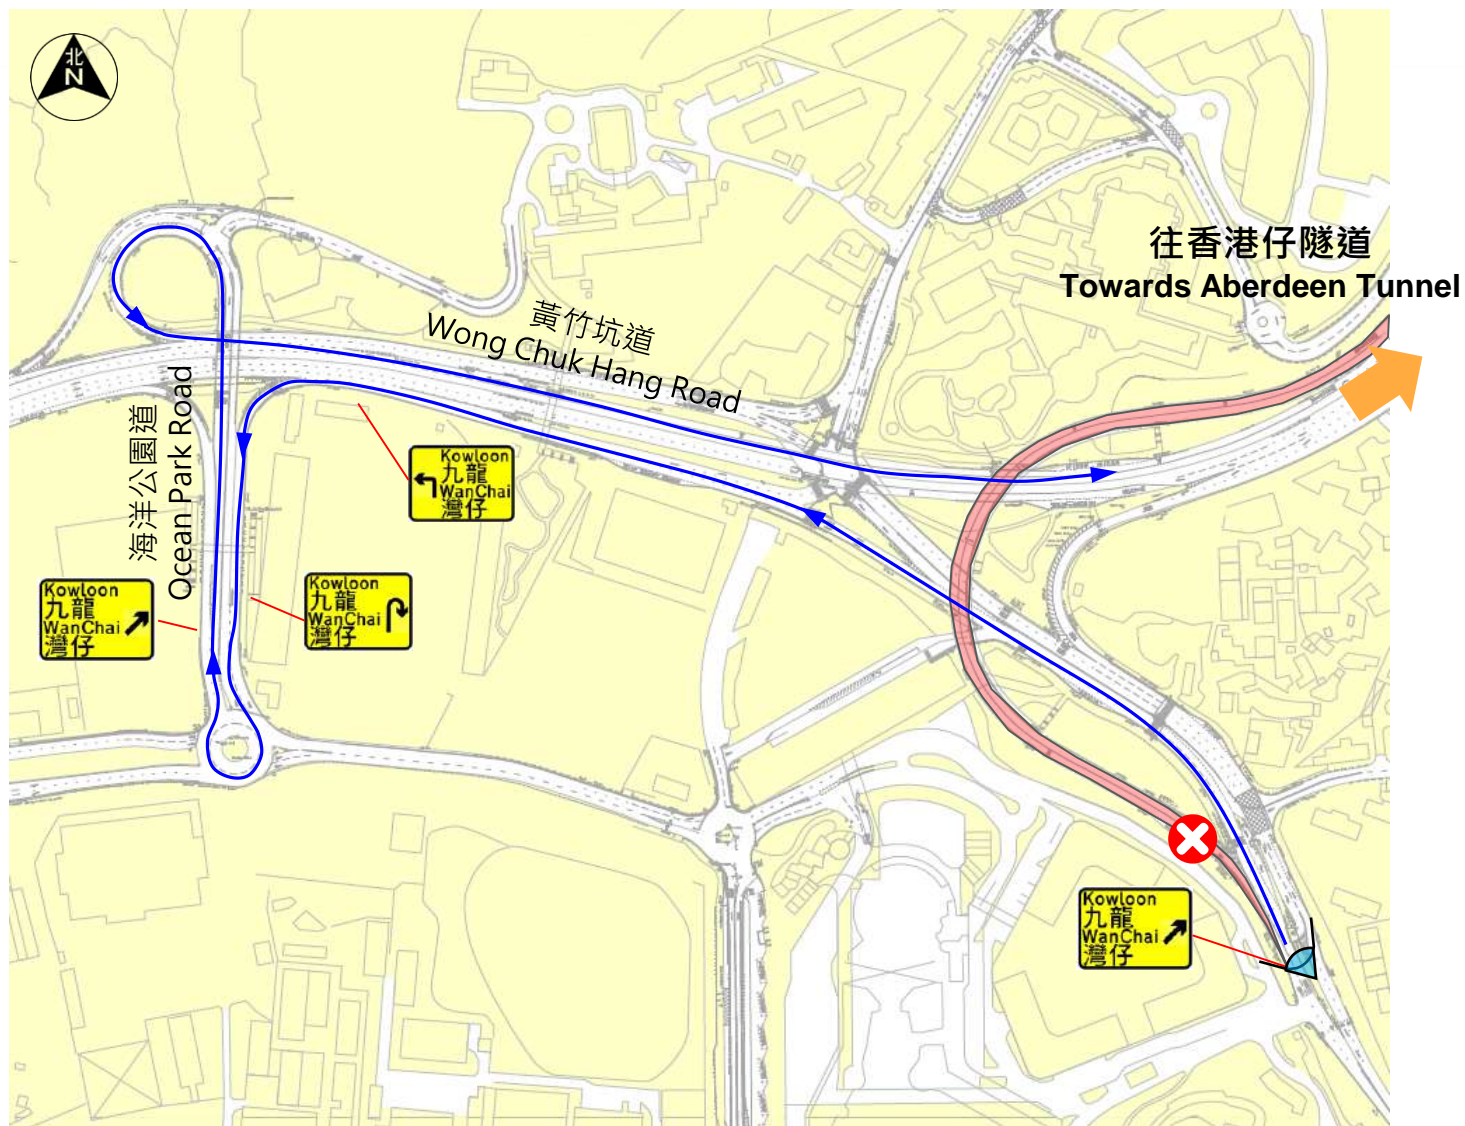 北
N
往香港仔隧道
Towards Aberdeen Tunnel
黃竹坑道
Wong Chuk Hang Road
海洋公園道
Ocean Park Road
Kowloon
九龍
WanChai
灣仔
Kowloon
九龍
WanChai
灣仔
Kowloon
九龍
WanChai
灣仔
Kowloon
九龍
WanChai
灣仔